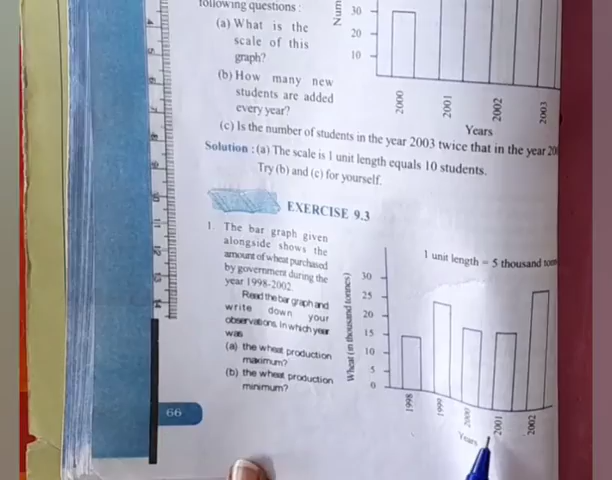 following questions :
(a) What is the
scale of this
graph?
(b) How many new
students are added
every year?
(c) Is the number of students in the year 2003 twice that in the year
Solution : (a) The scale is 1 unit length equals 10 students.
Try (b) and (c) for yourself.
30
20
10
2000
2001
2002
2003
Years
EXERCISE 9.3
1. The bar graph given
alongside shows the
amount of wheat purchased
by government during the
year 1998-2002.
Read the bar graph and
write down your
observations. In which year
was
(a) the wheat production
maximum?
(b) the wheat production
minimum?
1 unit length = 5 thousand
Wheat (in thousand tonnes)
30
25
20
15
10
5
0
1998
1999
2000
2001
2002
Years
66